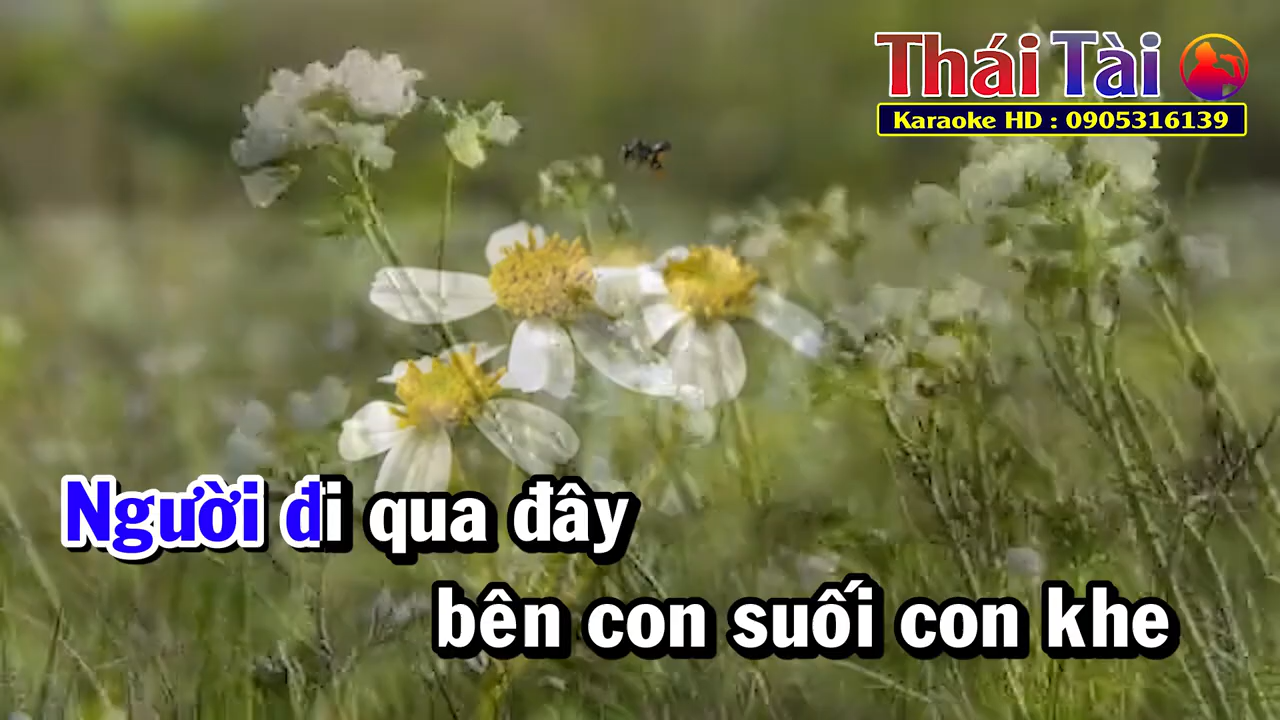 Thái Tài
Karaoke HD : 0905316139
Người đi qua đây
bên con suối con khe